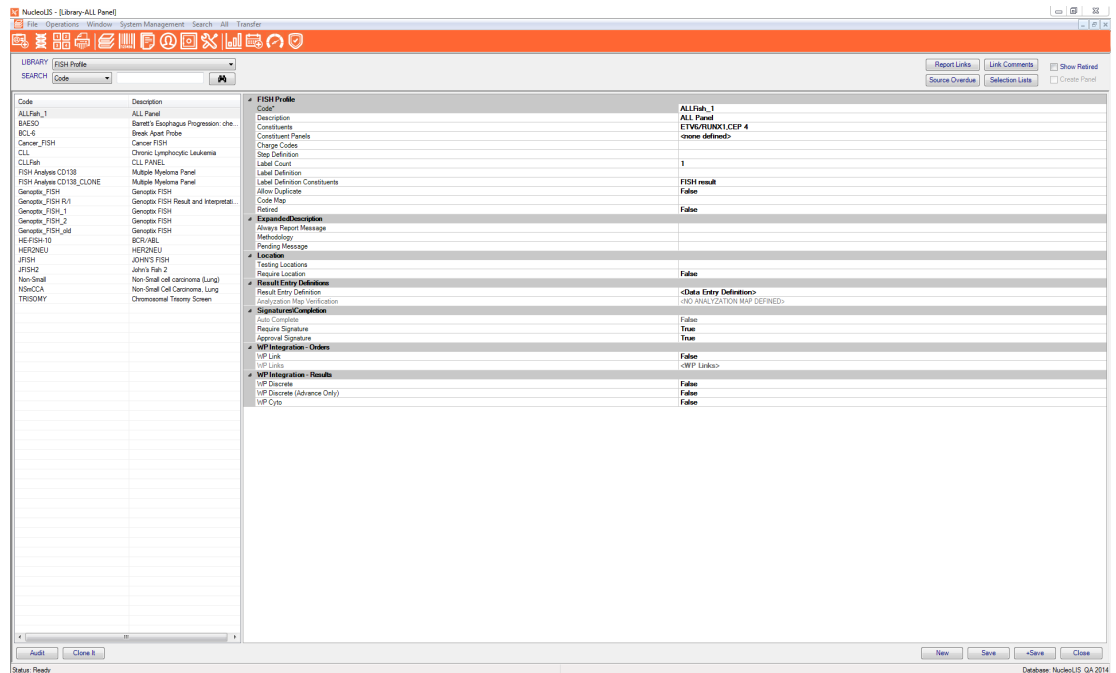 NucleoLIS - [Library-ALL Panel]
File Operations Window System Management Search All Transfer
LIBRARY FISH Profile
SEARCH Code
Report Links Link Comments Show Retired
Source Overdue Selection Lists Create Panel
Code Description
ALLFish_1 ALL Panel
BAESO Barrett's Esophagus Progression: che...
BCL-6 Break Apart Probe
Cancer_FISH Cancer FISH
CLL Chronic Lymphocytic Leukemia
CLLFish CLL PANEL
FISH Analysis CD138 Multiple Myeloma Panel
FISH Analysis CD138_CLONE Multiple Myeloma Panel
Genoptix_FISH Genoptix FISH
Genoptix_FISH R/I Genoptix FISH Result and Interpretati...
Genoptix_FISH_1 Genoptix FISH
Genoptix_FISH_2 Genoptix FISH
Genoptix_FISH_old Genoptix FISH
HE-FISH-10 BCR/ABL
HER2NEU HER2NEU
JFISH JOHN'S FISH
JFISH2 John's Fish 2
Non-Small Non-Small cell carcinoma (Lung)
NSmCCA Non-Small Cell Carcinoma, Lung
TRISOMY Chromosomal Trisomy Screen
FISH Profile
Code* ALLFish_1
Description ALL Panel
Constituents ETV6/RUNX1,CEP 4
Constituent Panels <none defined>
Charge Codes
Step Definition
Label Count 1
Label Definition
Label Definition Constituents FISH result
Allow Duplicate False
Code Map
Retired False
ExpandedDescription
Always Report Message
Methodology
Pending Message
Location
Testing Locations
Require Location False
Result Entry Definitions
Result Entry Definition <Data Entry Definition>
Analyzation Map Verification <NO ANALYZATION MAP DEFINED>
Signatures\Completion
Auto Complete False
Require Signature True
Approval Signature True
WP Integration - Orders
WP Link False
WP Links <WP Links>
WP Integration - Results
WP Discrete False
WP Discrete (Advance Only) False
WP Cyto False
Audit Clone It New Save +Save Close
Status: Ready Database: NucleoLIS QA 2014